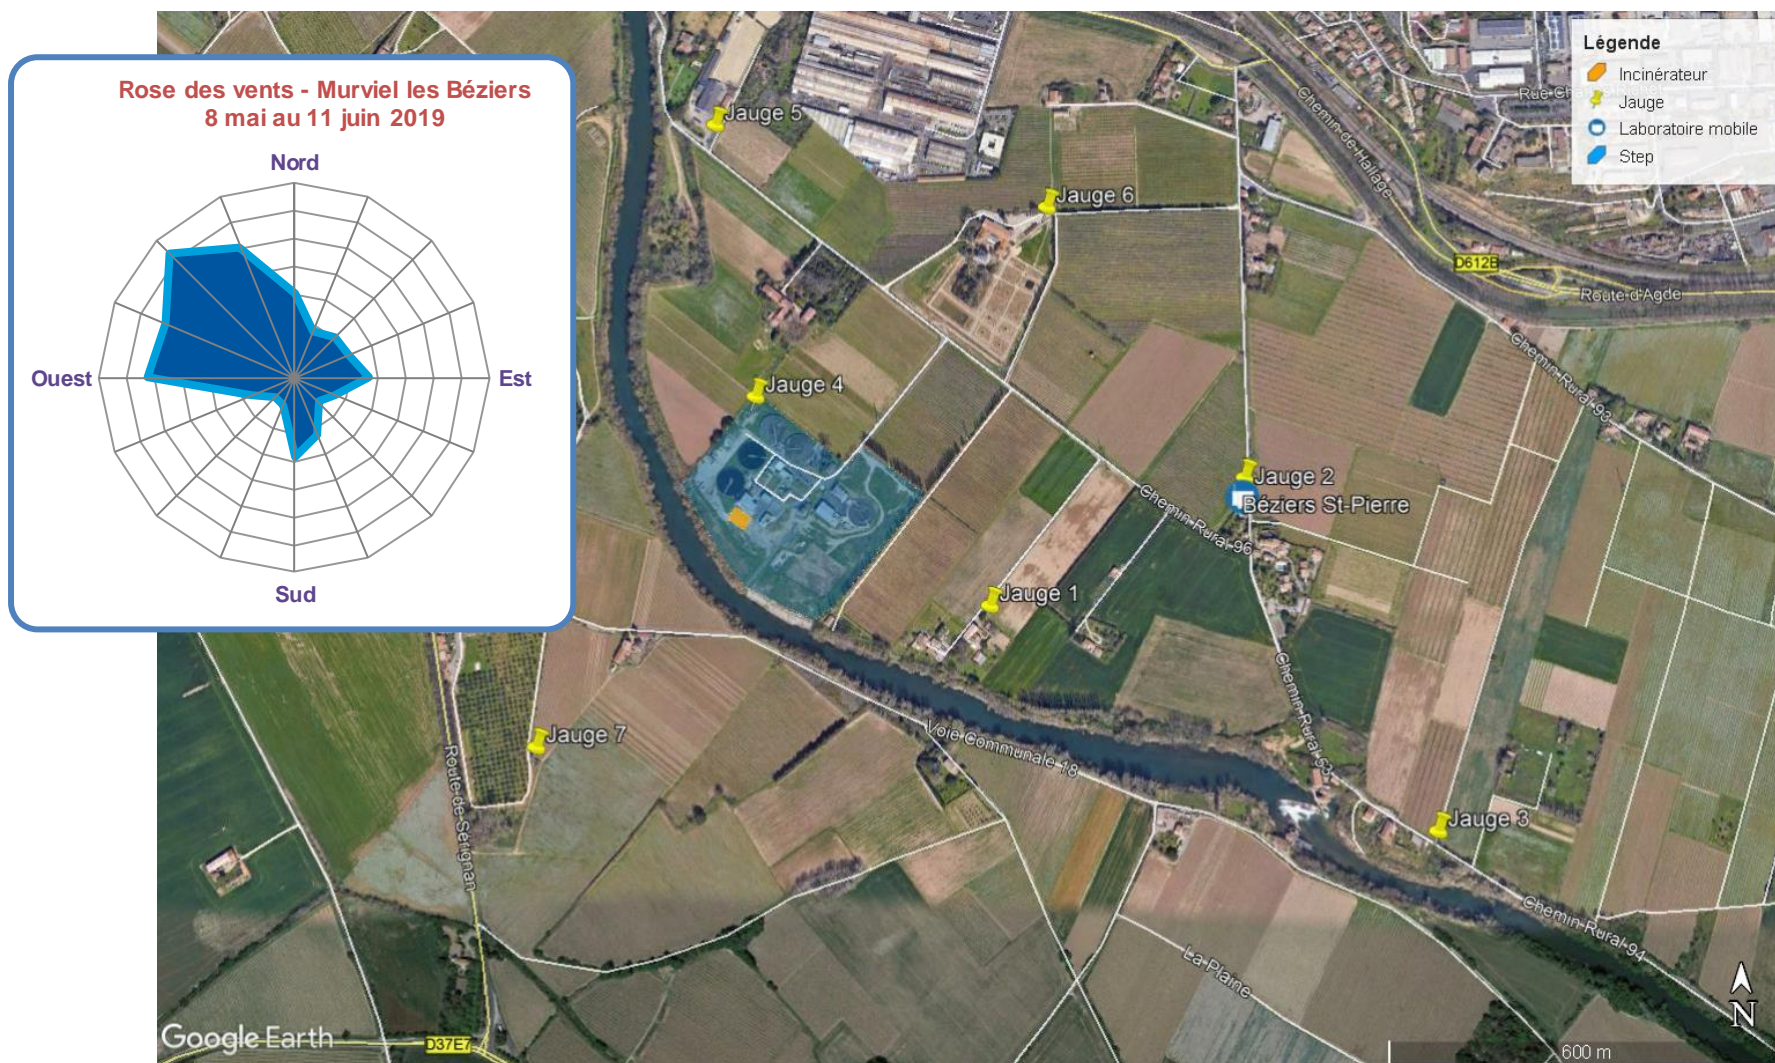 Rose des vents - Murviel les Béziers
8 mai au 11 juin 2019
Nord
Ouest
Est
Sud
Légende
Incinérateur
Jauge
Laboratoire mobile
Step
Jauge 5
Jauge 6
Jauge 4
Jauge 2
Béziers St-Pierre
Jauge 1
Jauge 7
Jauge 3
Chemin de Halage
D612B
Route d'Agde
Chemin Rural 93
Chemin Rural 96
Chemin Rural 63
Voie Communale 18
Route de Sérignan
Chemin Rural 94
La Plaine
D37E7
Google Earth
N
600 m